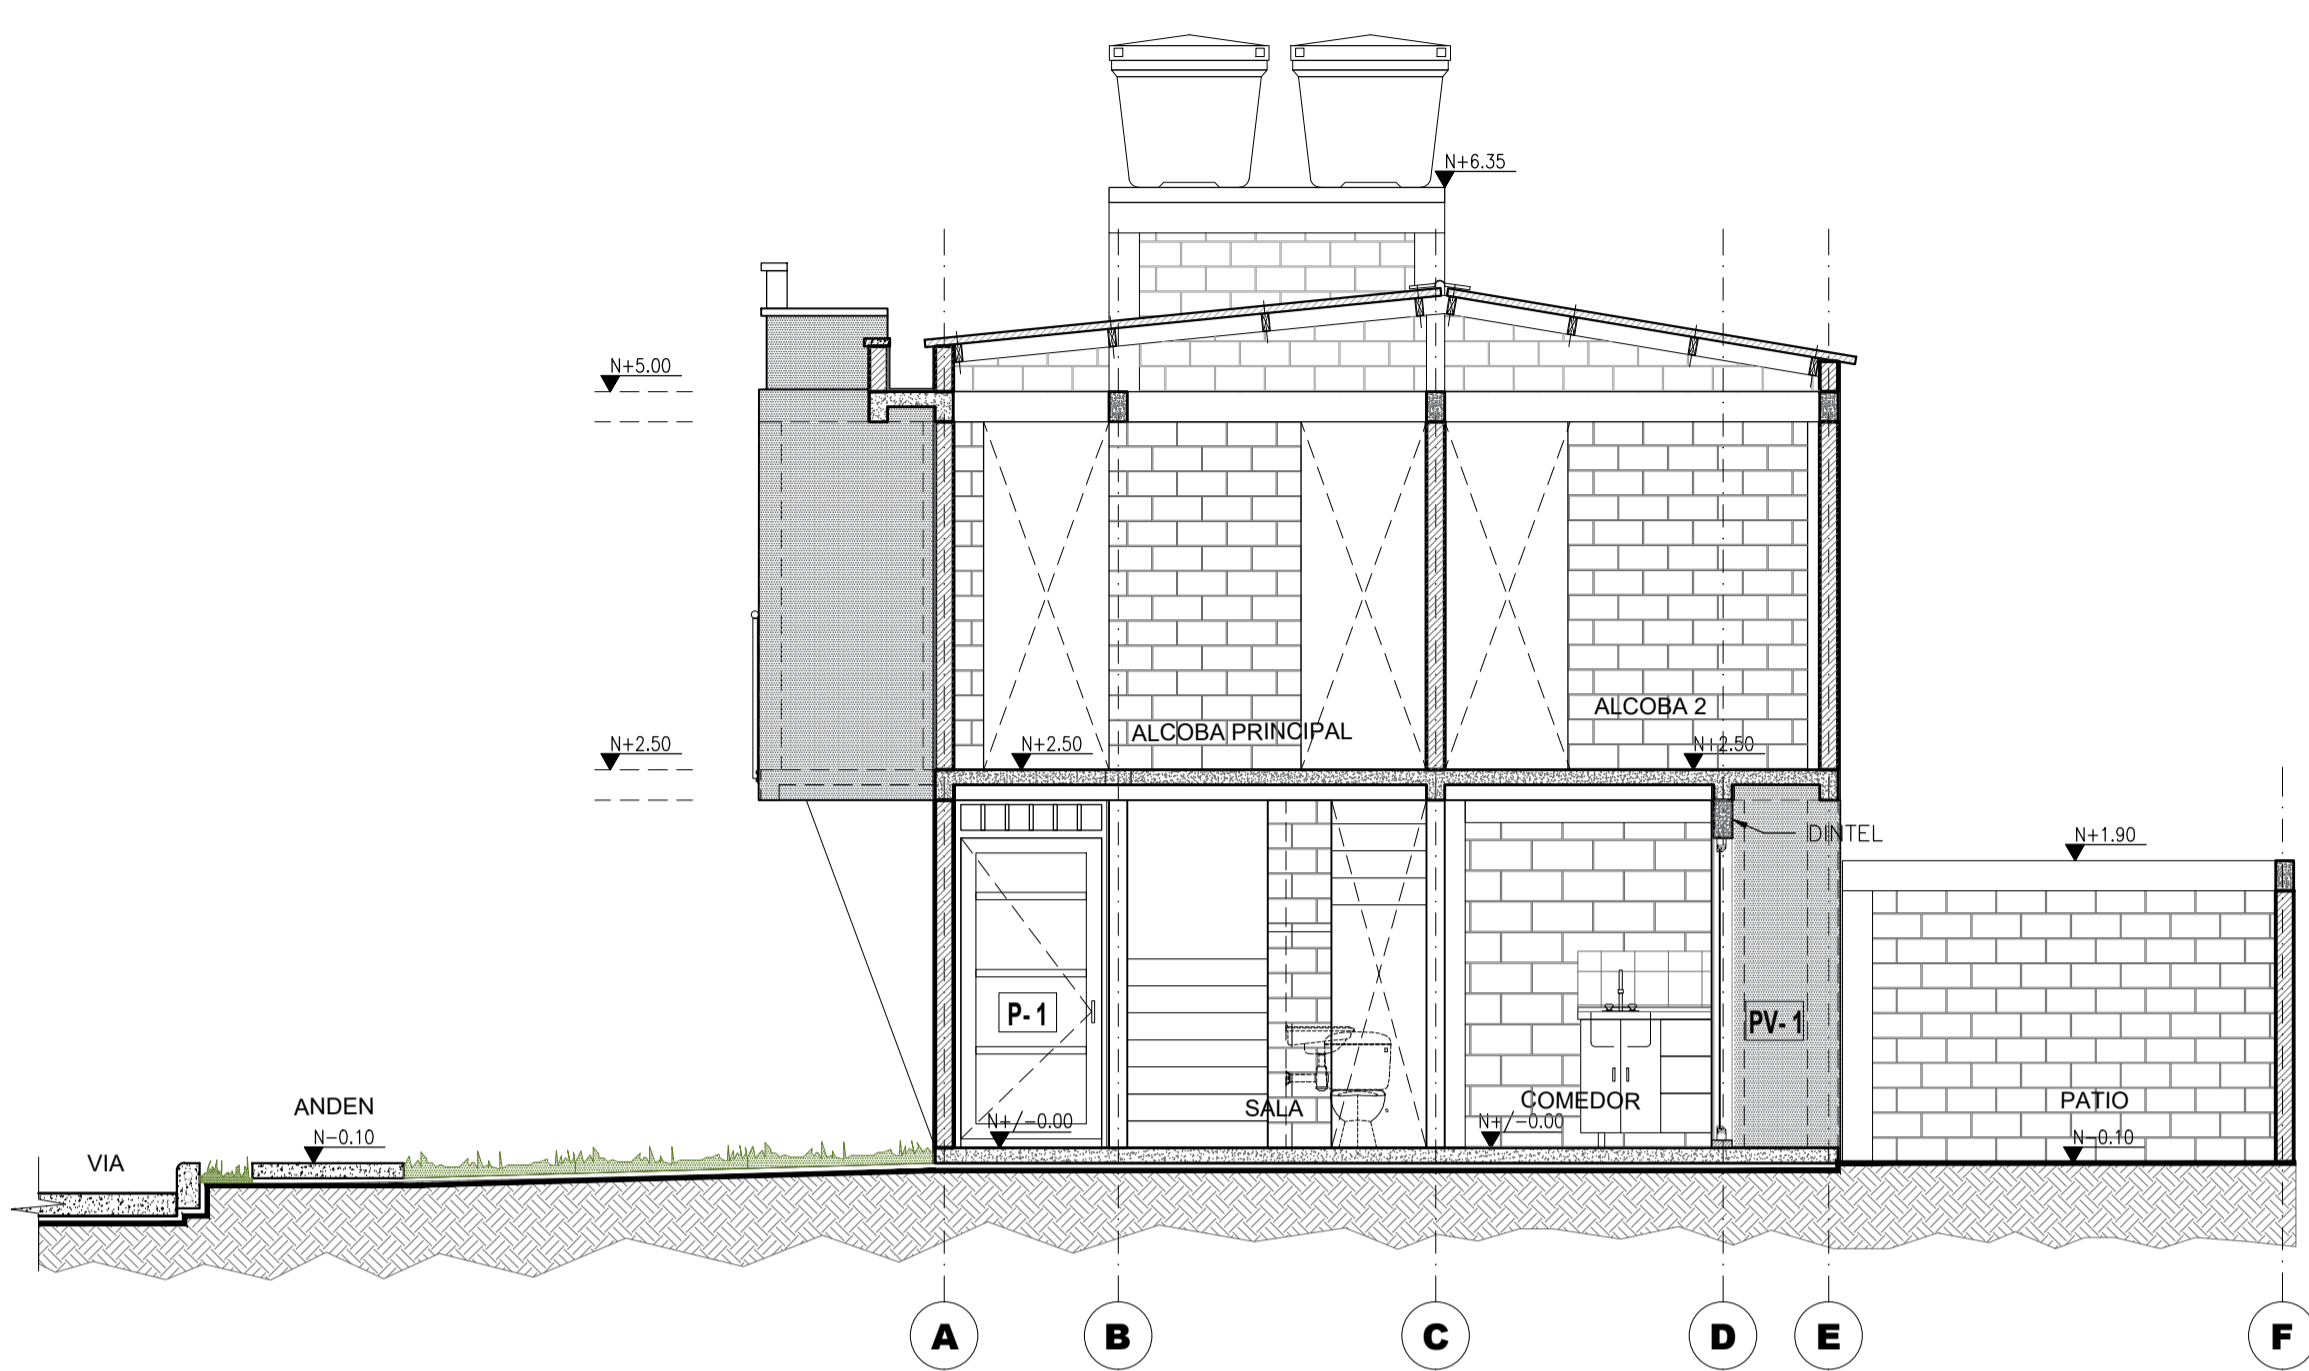 N+6.35
N+5.00
ALCOBA 2
ALCOBA PRINCIPAL
N+2.50
N+2.50
N+2.50
DINTEL
N+1.90
P-1
PV-1
ANDEN
SALA
COMEDOR
PATIO
N-0.10
N+/-0.00
N+/-0.00
N-0.10
VIA
A
B
C
D
E
F